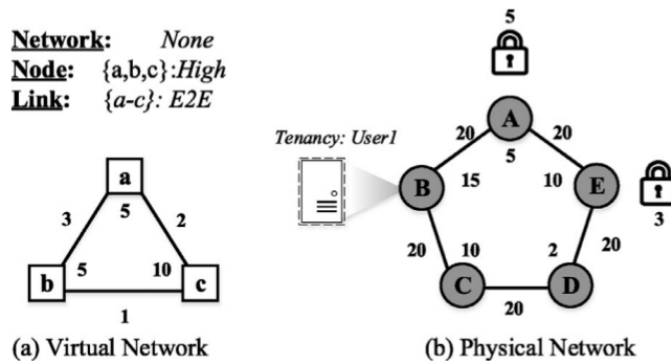 Network: None
Node: {a,b,c}:High
Link: {a-c}: E2E
a
5
3
2
5
10
b
c
1
(a) Virtual Network
5
Tenancy: User1
A
20
20
5
B
15
10
E
3
20
10
2
20
C
D
20
(b) Physical Network